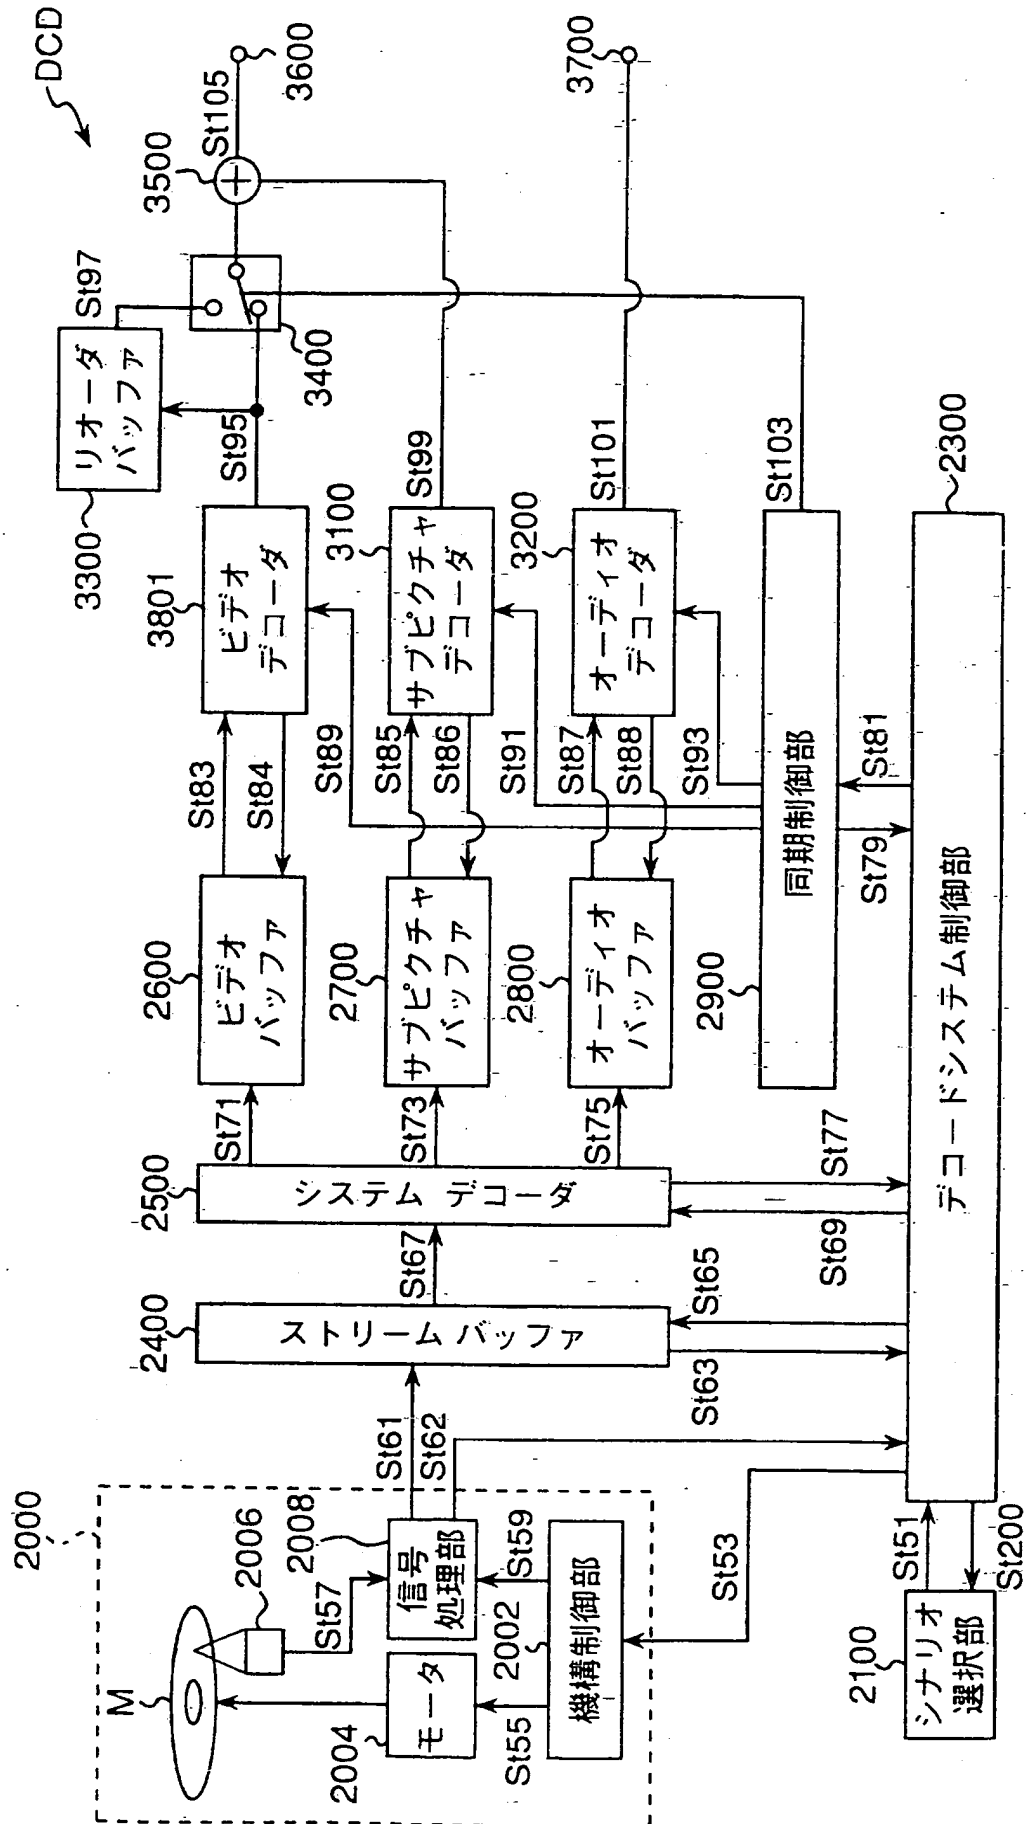 DCD
2000
M
2006
St57
2004
モータ
2008
信号
処理部
St55
2002
St59
機構制御部
St61
St62
St53
2100
シナリオ
選択部
St51
St200
2400
ストリーム バッファ
St63
St65
St67
2500
システム デコーダ
St69
St77
St71
St73
St75
2600
ビデオ
バッファ
2700
サブピクチャ
バッファ
2800
オーディオ
バッファ
2900
同期制御部
St79
St81
St83
St84
St89
St85
St86
St91
St87
St88
St93
3801
ビデオ
デコーダ
3100
サブピクチャ
デコーダ
3200
オーディオ
デコーダ
2300
デコードシステム制御部
3300
リオーダ
バッファ
St95
St97
St99
St101
St103
3400
3500
St105
3600
3700